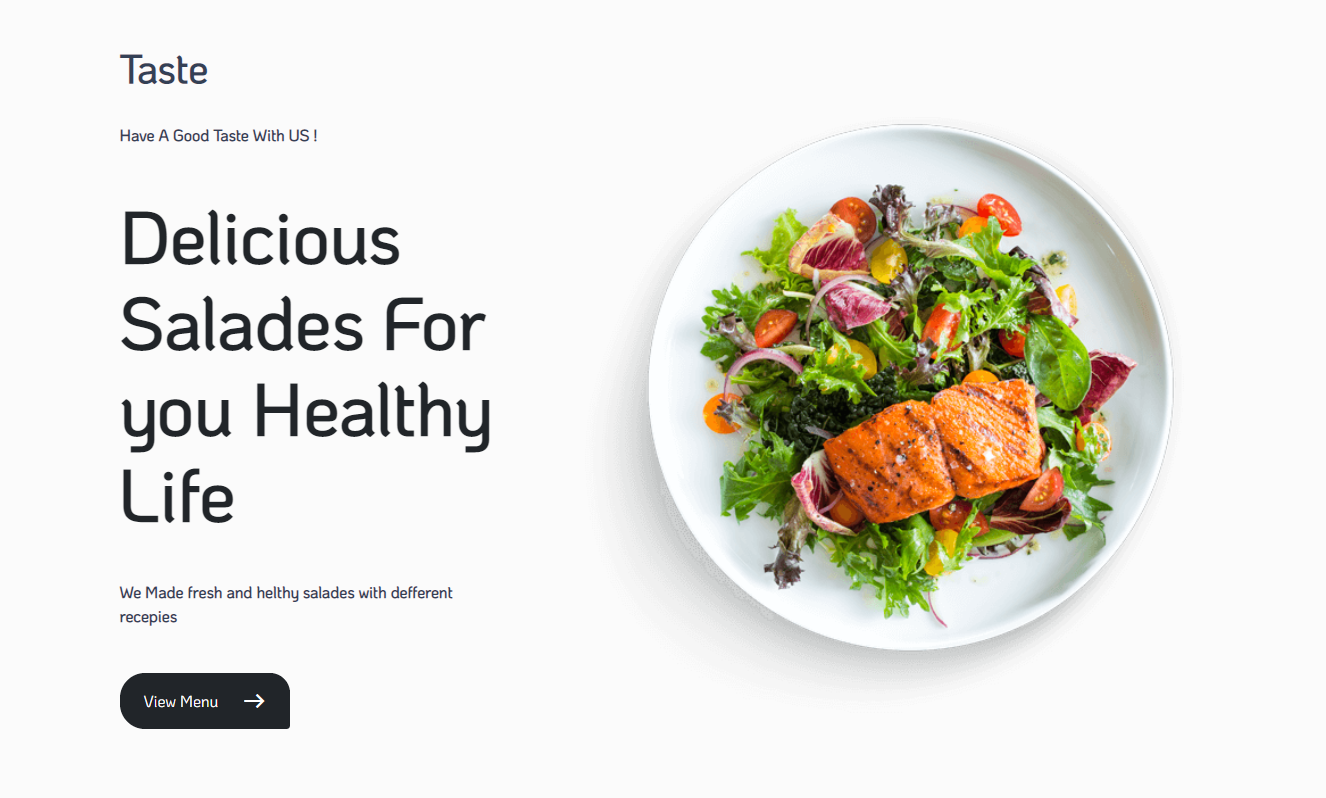 Taste
Have A Good Taste With US !
Delicious
Salades For
you Healthy
Life
We Made fresh and helthy salades with defferent
recepies
View Menu